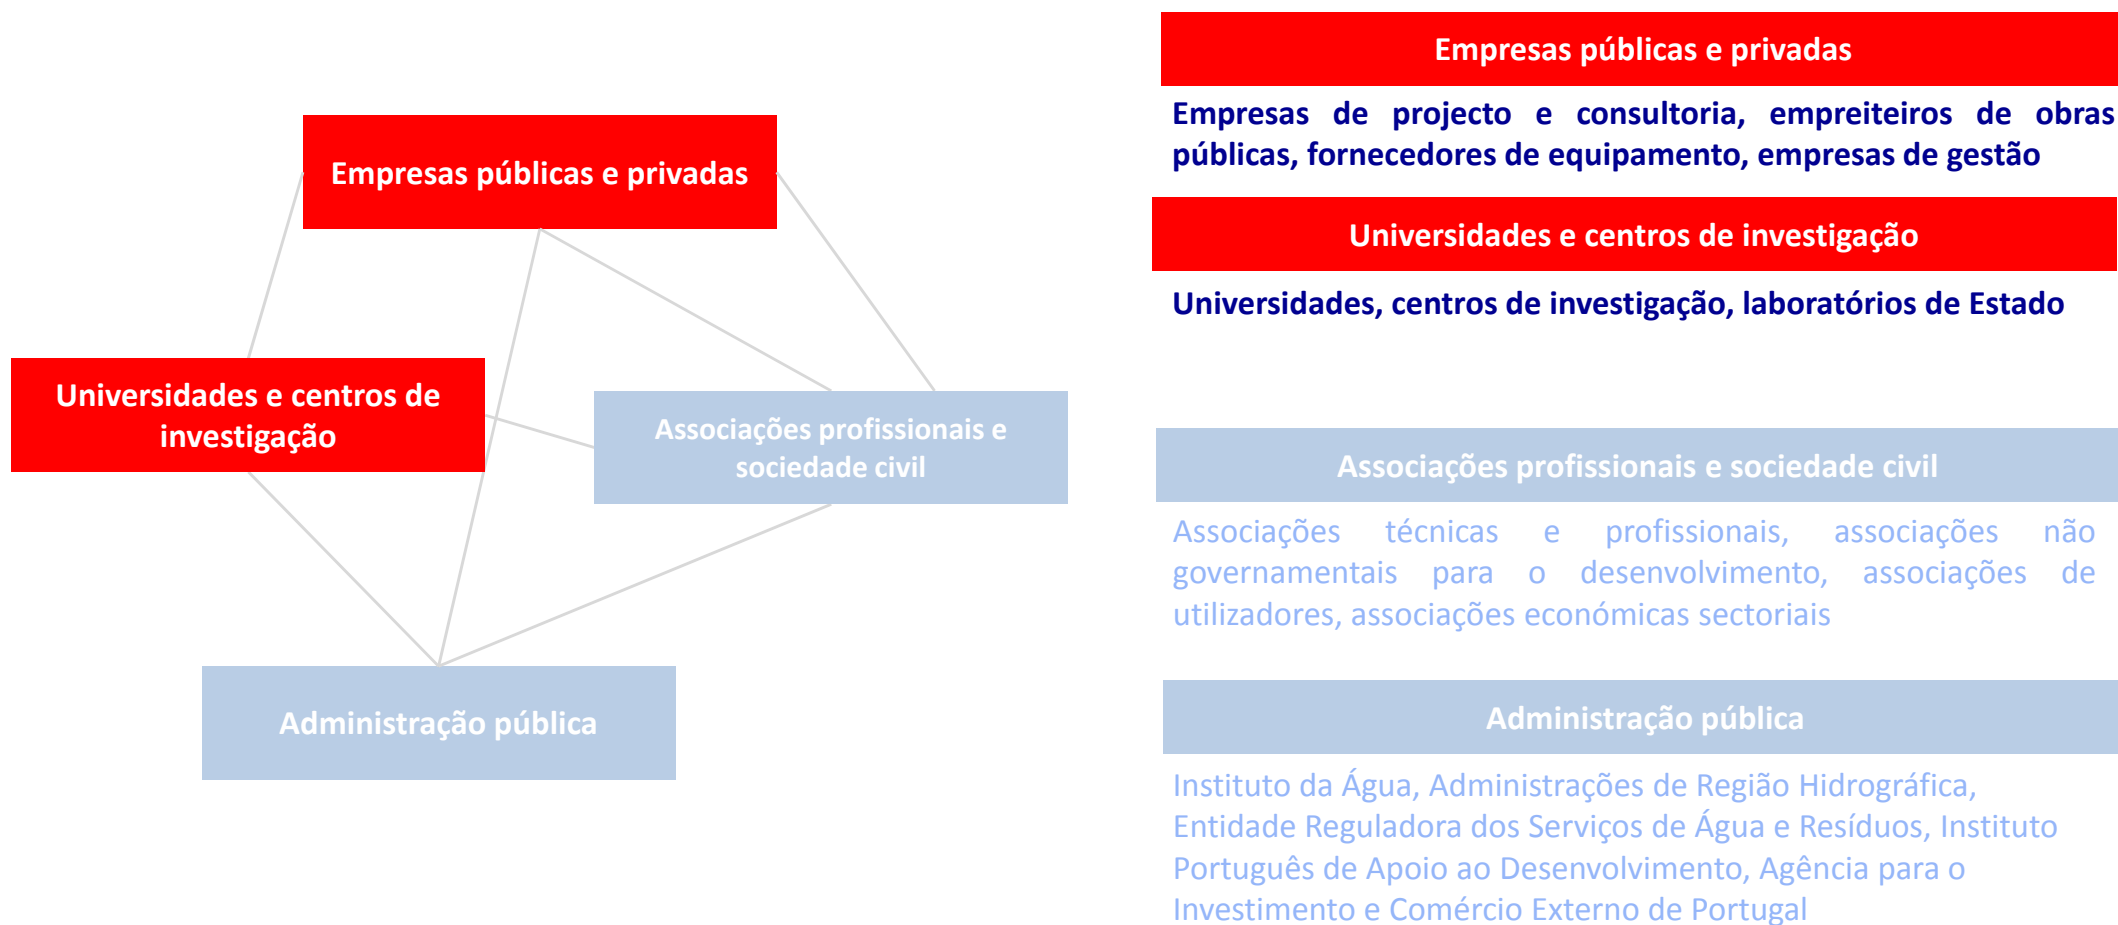 Empresas públicas e privadas
Universidades e centros de
investigação
Associações profissionais e
sociedade civil
Administração pública
Empresas públicas e privadas
Empresas de projecto e consultoria, empreiteiros de obras
públicas, fornecedores de equipamento, empresas de gestão
Universidades e centros de investigação
Universidades, centros de investigação, laboratórios de Estado
Associações profissionais e sociedade civil
Associações técnicas e profissionais, associações não
governamentais para o desenvolvimento, associações de
utilizadores, associações económicas sectoriais
Administração pública
Instituto da Água, Administrações de Região Hidrográfica,
Entidade Reguladora dos Serviços de Água e Resíduos, Instituto
Português de Apoio ao Desenvolvimento, Agência para o
Investimento e Comércio Externo de Portugal